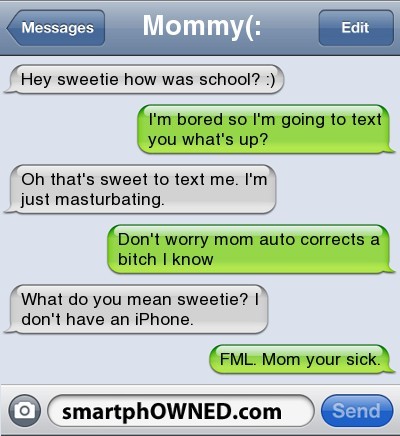 Messages
Mommy(:
Edit
Hey sweetie how was school? :)
I'm bored so I'm going to text
you what's up?
Oh that's sweet to text me. I'm
just masturbating.
Don't worry mom auto corrects a
bitch I know
What do you mean sweetie? I
don't have an iPhone.
FML. Mom your sick.
smartphOWNED.com
Send